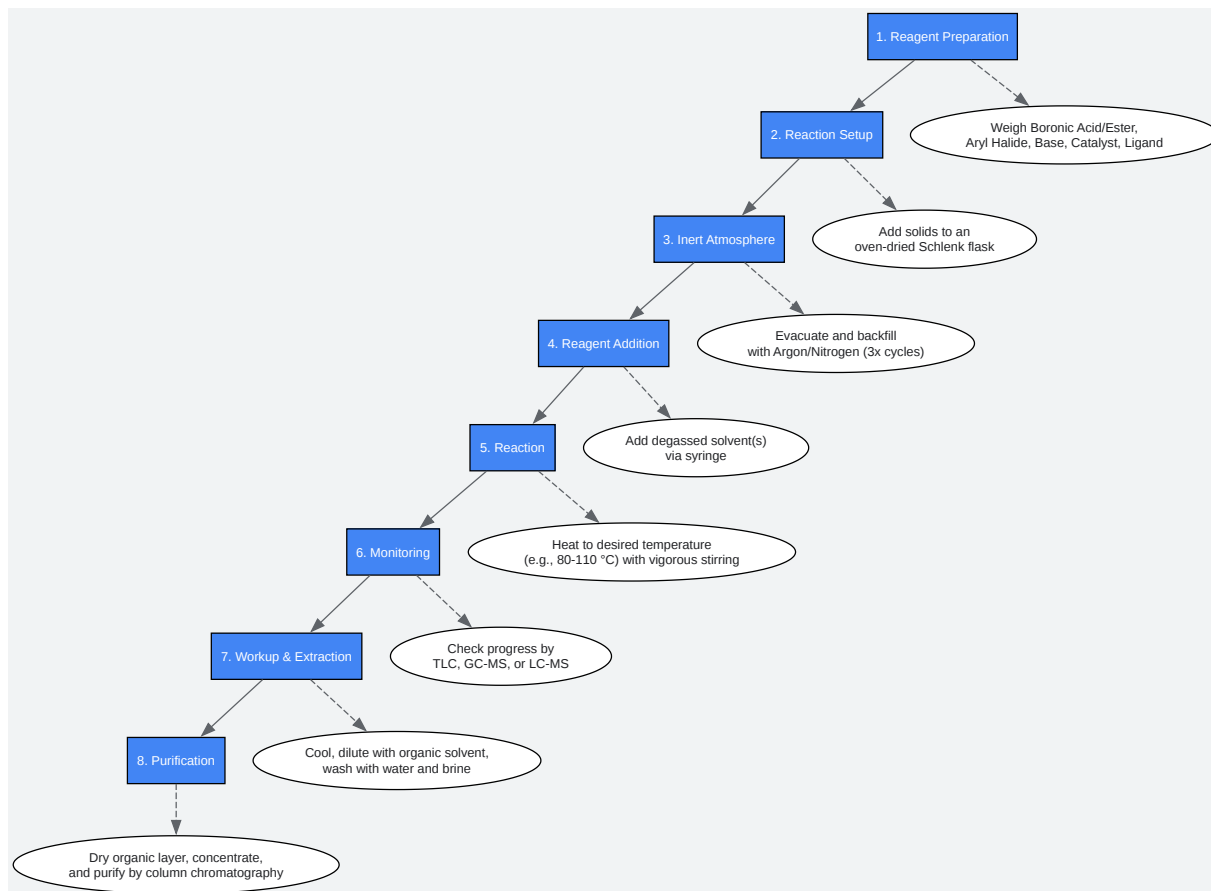 1. Reagent Preparation
Weigh Boronic Acid/Ester,
Aryl Halide, Base, Catalyst, Ligand
2. Reaction Setup
Add solids to an
oven-dried Schlenk flask
3. Inert Atmosphere
Evacuate and backfill
with Argon/Nitrogen (3x cycles)
4. Reagent Addition
Add degassed solvent(s)
via syringe
5. Reaction
Heat to desired temperature
(e.g., 80-110 °C) with vigorous stirring
6. Monitoring
Check progress by
TLC, GC-MS, or LC-MS
7. Workup & Extraction
Cool, dilute with organic solvent,
wash with water and brine
8. Purification
Dry organic layer, concentrate,
and purify by column chromatography